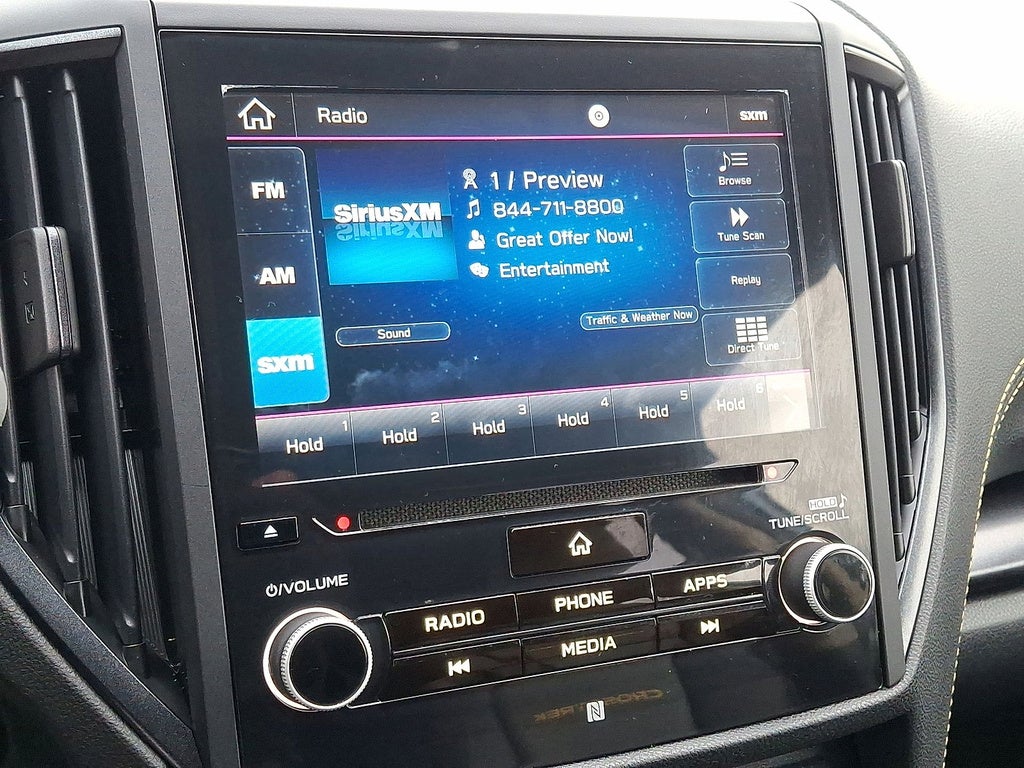 Radio
sxm
FM
AM
sxm
SiriusXM
1 / Preview
844-711-8800
Great Offer Now!
Entertainment
Browse
Tune Scan
Replay
Direct Tune
Sound
Traffic & Weather Now
Hold 1
Hold 2
Hold 3
Hold 4
Hold 5
Hold 6
HOLD
TUNE/SCROLL
/VOLUME
RADIO
PHONE
APPS
MEDIA